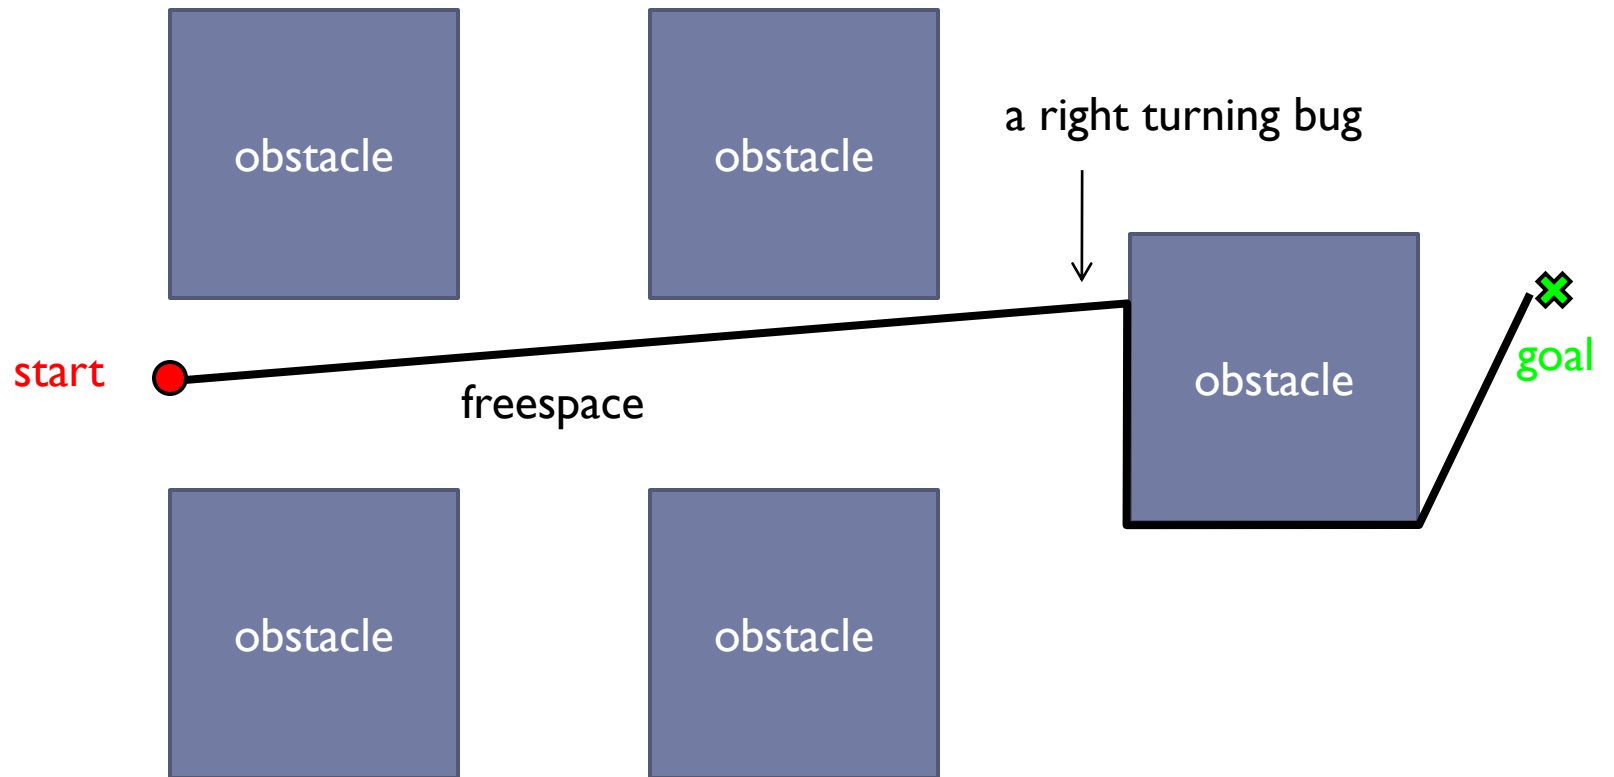 obstacle
obstacle
a right turning bug
start
freespace
obstacle
goal
obstacle
obstacle